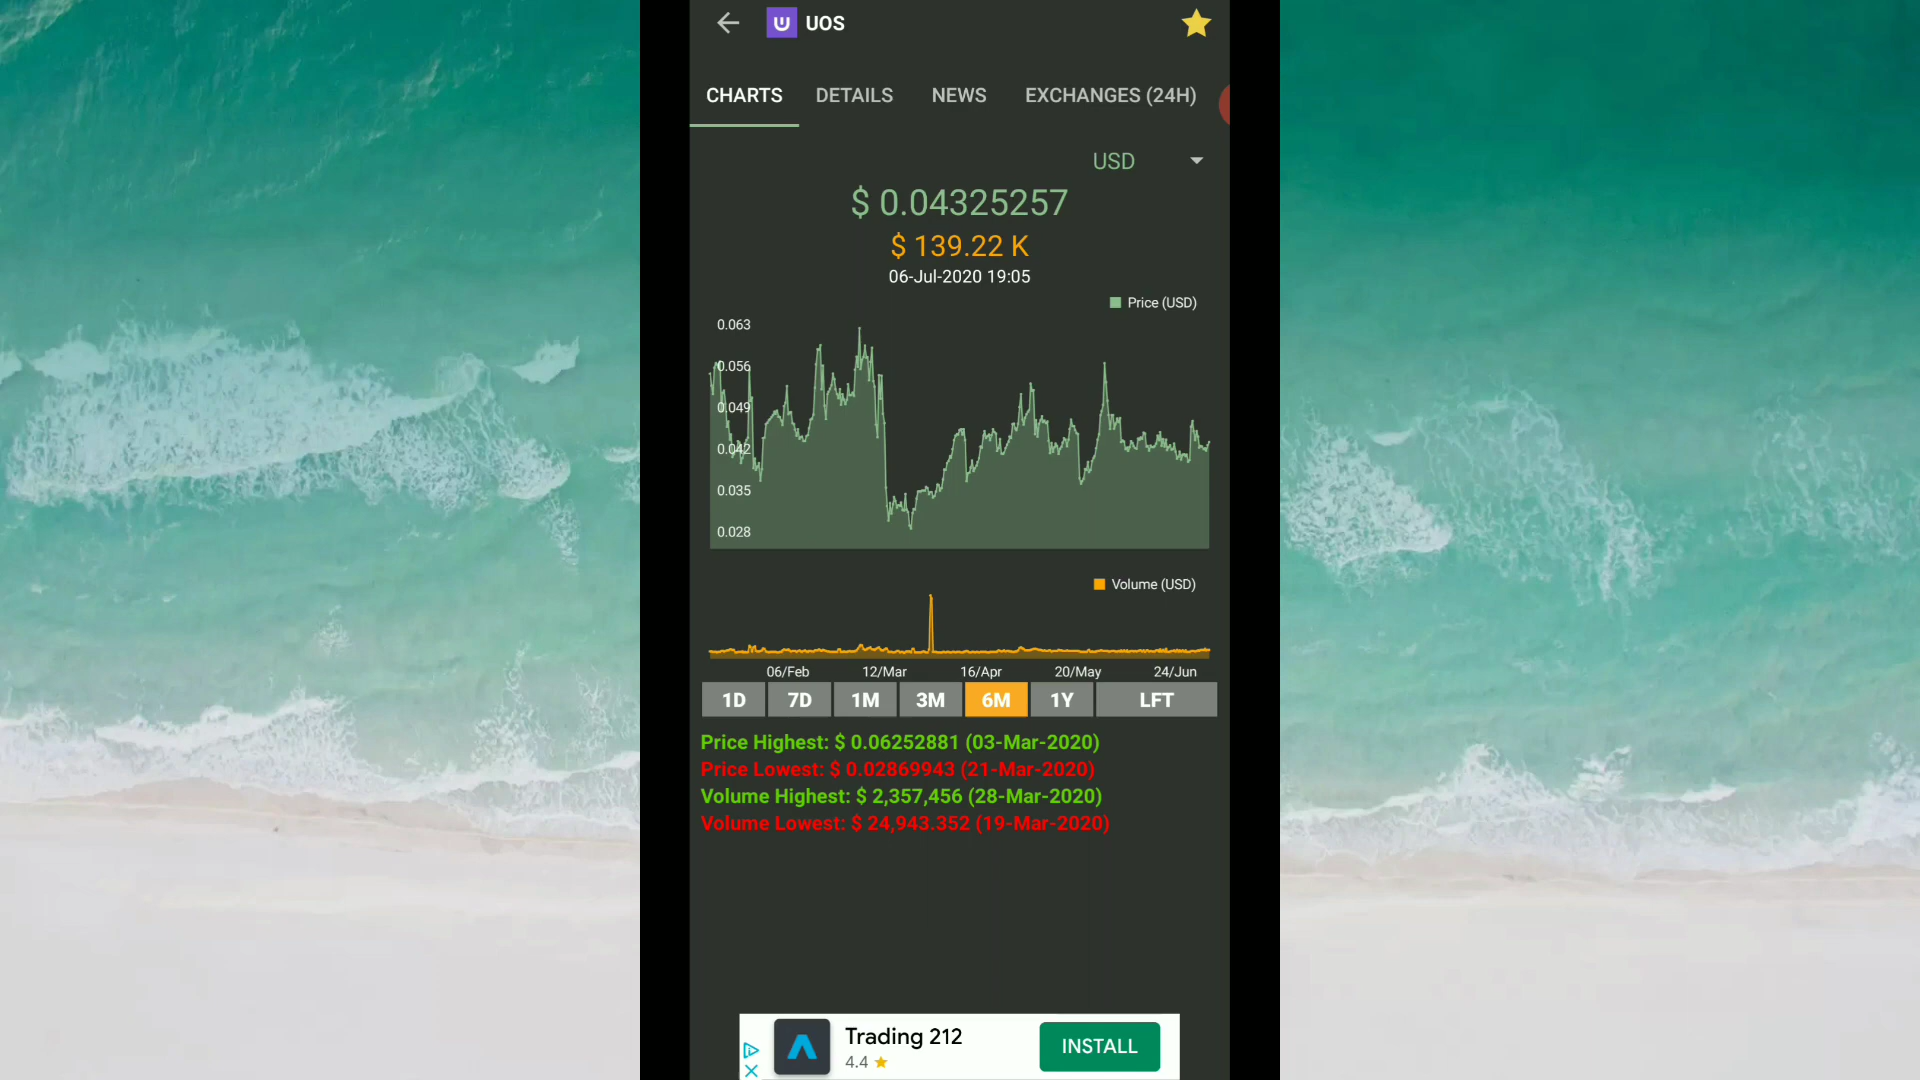 UOS
CHARTS DETAILS NEWS EXCHANGES (24H)
USD
$ 0.04325257
$ 139.22 K
06-Jul-2020 19:05
Price (USD)
0.063
0.056
0.049
0.042
0.035
0.028
Volume (USD)
06/Feb 12/Mar 16/Apr 20/May 24/Jun
1D 7D 1M 3M 6M 1Y LFT
Price Highest: $ 0.06252881 (03-Mar-2020)
Price Lowest: $ 0.02869943 (21-Mar-2020)
Volume Highest: $ 2,357,456 (28-Mar-2020)
Volume Lowest: $ 24,943.352 (19-Mar-2020)
Trading 212
4.4
INSTALL